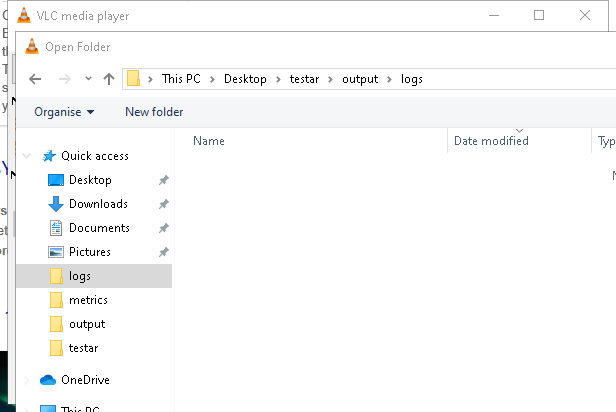 VLC media player
Open Folder
This PC > Desktop > testar > output > logs
Organise New folder
Name Date modified Typ
Quick access
Desktop
Downloads
Documents
Pictures
logs
metrics
output
testar
OneDrive
This PC